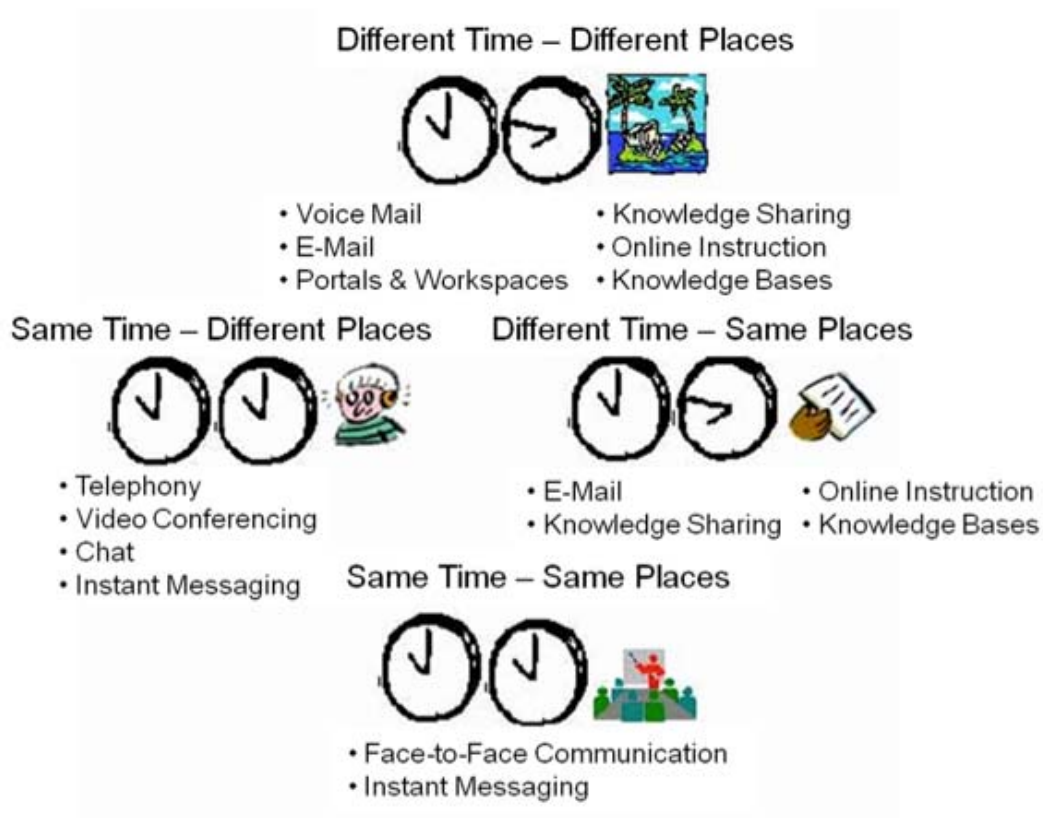 Different Time – Different Places
• Voice Mail
• E-Mail
• Portals & Workspaces
• Knowledge Sharing
• Online Instruction
• Knowledge Bases
Same Time – Different Places
• Telephony
• Video Conferencing
• Chat
• Instant Messaging
Different Time – Same Places
• E-Mail
• Knowledge Sharing
• Online Instruction
• Knowledge Bases
Same Time – Same Places
• Face-to-Face Communication
• Instant Messaging